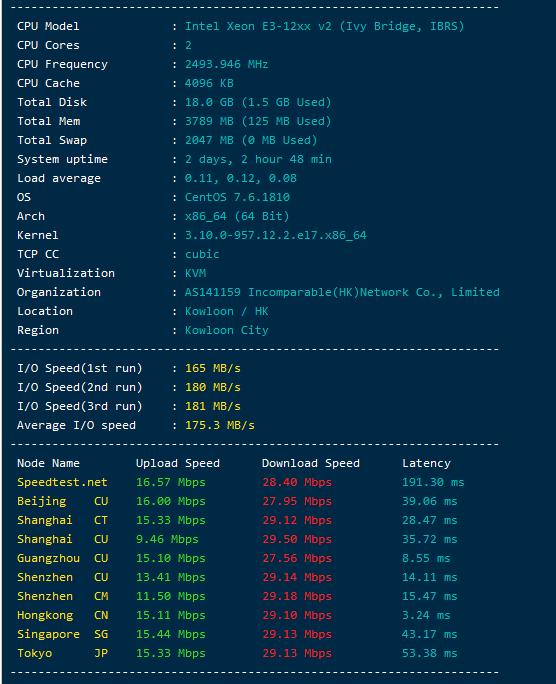 ----------------------------------------------------------------------
CPU Model : Intel Xeon E3-12xx v2 (Ivy Bridge, IBRS)
CPU Cores : 2
CPU Frequency : 2493.946 MHz
CPU Cache : 4096 KB
Total Disk : 18.0 GB (1.5 GB Used)
Total Mem : 3789 MB (125 MB Used)
Total Swap : 2047 MB (0 MB Used)
System uptime : 2 days, 2 hour 48 min
Load average : 0.11, 0.12, 0.08
OS : CentOS 7.6.1810
Arch : x86_64 (64 Bit)
Kernel : 3.10.0-957.12.2.el7.x86_64
TCP CC : cubic
Virtualization : KVM
Organization : AS141159 Incomparable(HK)Network Co., Limited
Location : Kowloon / HK
Region : Kowloon City
----------------------------------------------------------------------
I/O Speed(1st run) : 165 MB/s
I/O Speed(2nd run) : 180 MB/s
I/O Speed(3rd run) : 181 MB/s
Average I/O speed : 175.3 MB/s
----------------------------------------------------------------------
Node Name Upload Speed Download Speed Latency
Speedtest.net 16.57 Mbps 28.40 Mbps 191.30 ms
Beijing CU 16.00 Mbps 27.95 Mbps 39.06 ms
Shanghai CT 15.33 Mbps 29.12 Mbps 28.47 ms
Shanghai CU 9.46 Mbps 29.50 Mbps 35.72 ms
Guangzhou CU 15.10 Mbps 27.56 Mbps 8.55 ms
Shenzhen CU 13.41 Mbps 29.14 Mbps 14.11 ms
Shenzhen CM 11.50 Mbps 29.18 Mbps 15.47 ms
Hongkong CN 15.11 Mbps 29.10 Mbps 3.24 ms
Singapore SG 15.44 Mbps 29.13 Mbps 43.17 ms
Tokyo JP 15.33 Mbps 29.13 Mbps 53.38 ms
----------------------------------------------------------------------